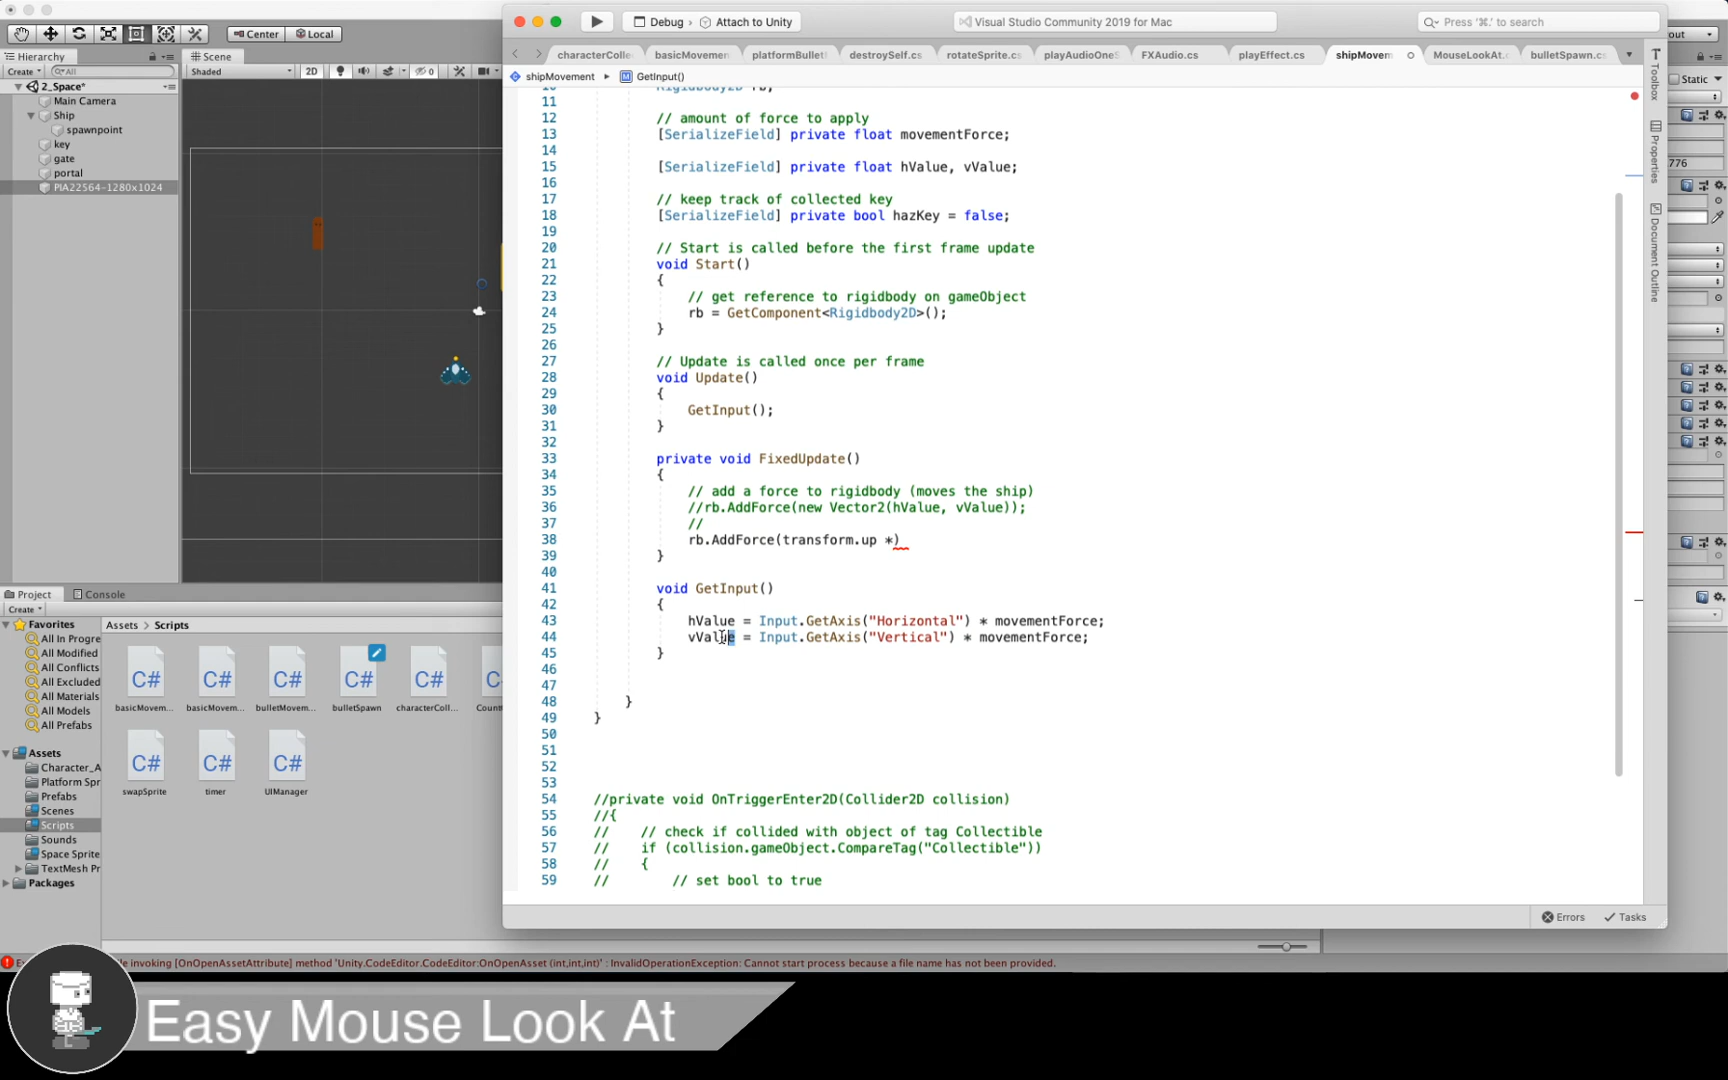 Debug › Attach to Unity
Visual Studio Community 2019 for Mac
Press '⌘.' to search
Center
Local
Hierarchy
Scene
characterColle
basicMovemen
platformBullet
destroySelf.cs
rotateSprite.cs
playAudioOneS
FXAudio.cs
playEffect.cs
shipMovem
MouseLookAt.
bulletSpawn.cs
Create
All
Shaded
2D
0
shipMovement
GetInput()
Static
Toolbox
Properties
Document Outline
776
2_Space*
Main Camera
Ship
spawnpoint
key
gate
portal
PIA22564-1280x1024
11
12 // amount of force to apply
13 [SerializeField] private float movementForce;
14
15 [SerializeField] private float hValue, vValue;
16
17 // keep track of collected key
18 [SerializeField] private bool hazKey = false;
19
20 // Start is called before the first frame update
21 void Start()
22 {
23 // get reference to rigidbody on gameObject
24 rb = GetComponent<Rigidbody2D>();
25 }
26
27 // Update is called once per frame
28 void Update()
29 {
30 GetInput();
31 }
32
33 private void FixedUpdate()
34 {
35 // add a force to rigidbody (moves the ship)
36 //rb.AddForce(new Vector2(hValue, vValue));
37 //
38 rb.AddForce(transform.up *)
39 }
40
41 void GetInput()
42 {
43 hValue = Input.GetAxis("Horizontal") * movementForce;
44 vValue = Input.GetAxis("Vertical") * movementForce;
45 }
46
47
48 }
49 }
50
51
52
53
54 //private void OnTriggerEnter2D(Collider2D collision)
55 //{
56 // // check if collided with object of tag Collectible
57 // if (collision.gameObject.CompareTag("Collectible"))
58 // {
59 // // set bool to true
Errors
Tasks
Project
Console
Create
Favorites
All In Progre
All Modified
All Conflicts
All Excluded
All Materials
All Models
All Prefabs
Assets
Character_A
Platform Spr
Prefabs
Scenes
Scripts
Sounds
Space Sprite
TextMesh Pr
Packages
Assets › Scripts
C# C# C# C# C#
basicMovem... basicMovem... bulletMovem... bulletSpawn characterColl... Count
C# C# C#
swapSprite timer UIManager
le invoking [OnOpenAssetAttribute] method 'Unity.CodeEditor.CodeEditor:OnOpenAsset (int,int,int)' : InvalidOperationException: Cannot start process because a file name has not been provided.
Easy Mouse Look At